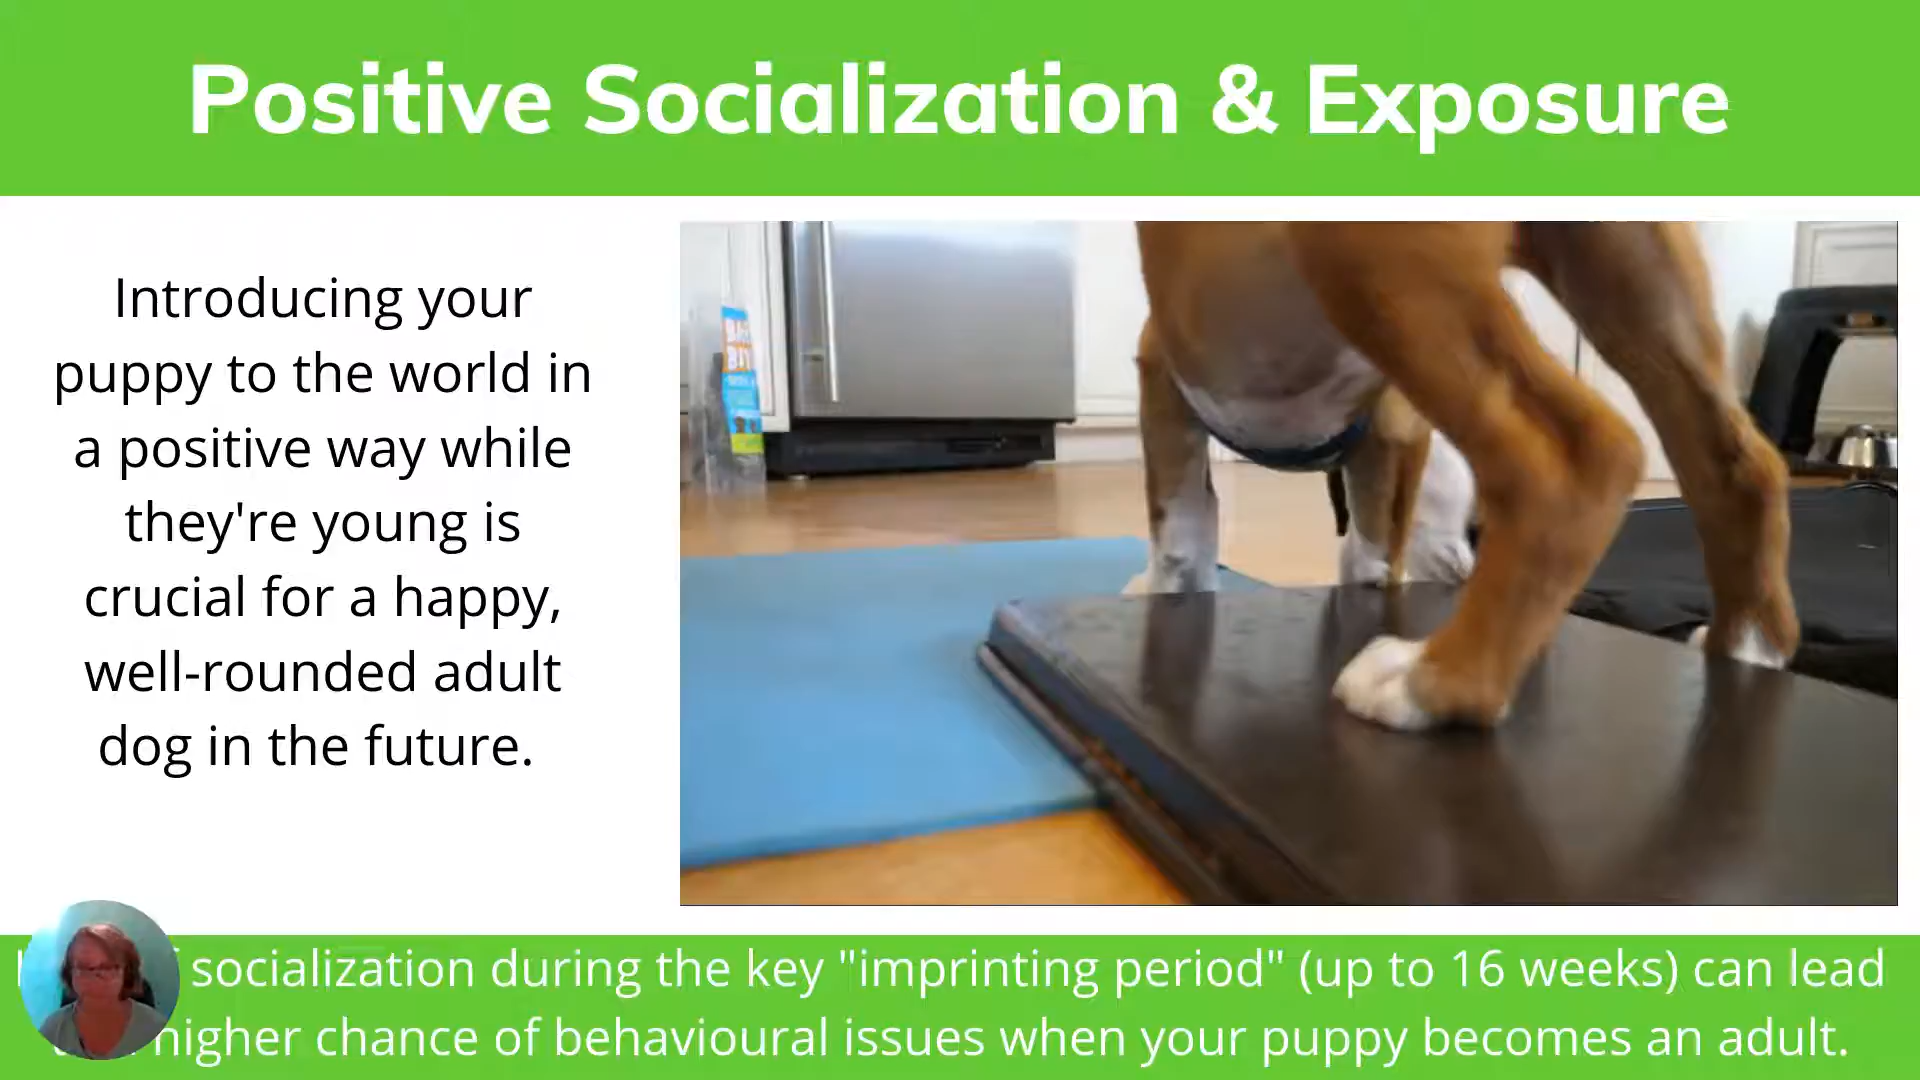 Positive Socialization & Exposure
Introducing your
puppy to the world in
a positive way while
they're young is
crucial for a happy,
well-rounded adult
dog in the future.
socialization during the key "imprinting period" (up to 16 weeks) can lead
higher chance of behavioural issues when your puppy becomes an adult.